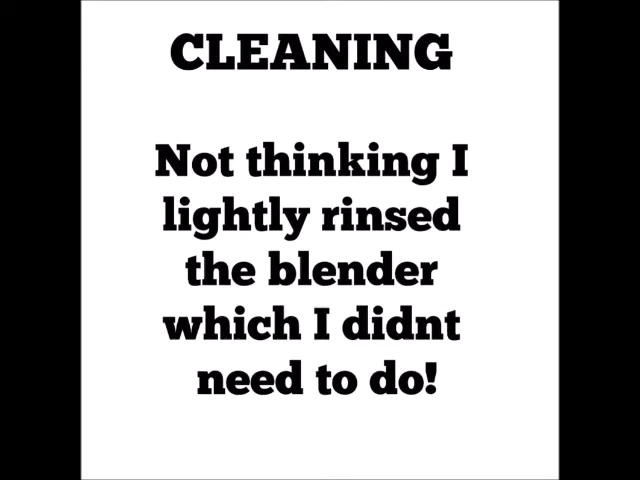 CLEANING
Not thinking I
lightly rinsed
the blender
which I didnt
need to do!